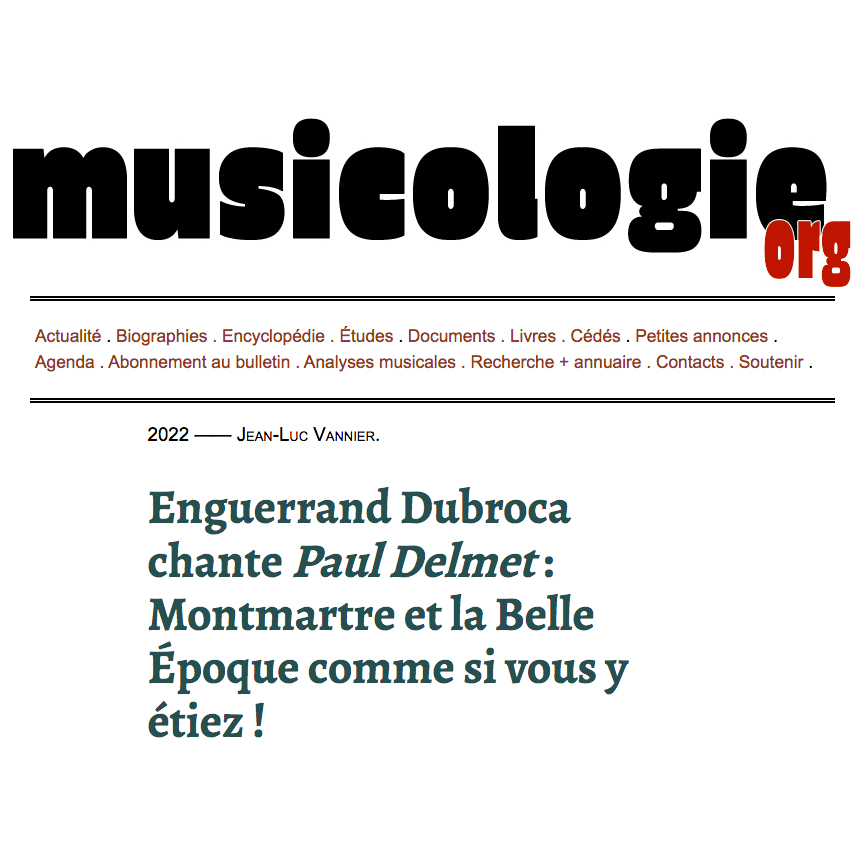 musicologie
org
Actualité . Biographies . Encyclopédie . Études . Documents . Livres . Cédés . Petites annonces .
Agenda . Abonnement au bulletin . Analyses musicales . Recherche + annuaire . Contacts . Soutenir .
2022 —— Jean-Luc Vannier.
Enguerrand Dubroca
chante Paul Delmet :
Montmartre et la Belle
Époque comme si vous y
étiez !